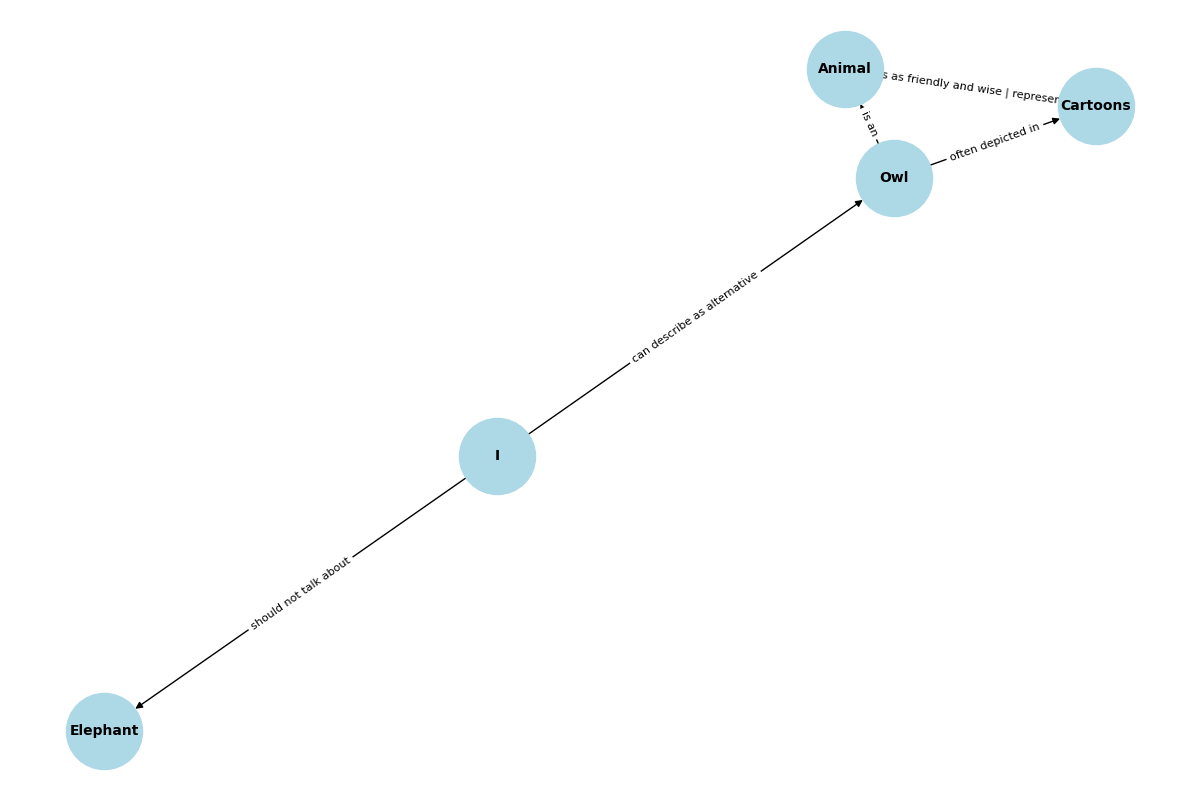 Animal
s as friendly and wise | represen
Cartoons
is an
often depicted in
Owl
can describe as alternative
I
should not talk about
Elephant